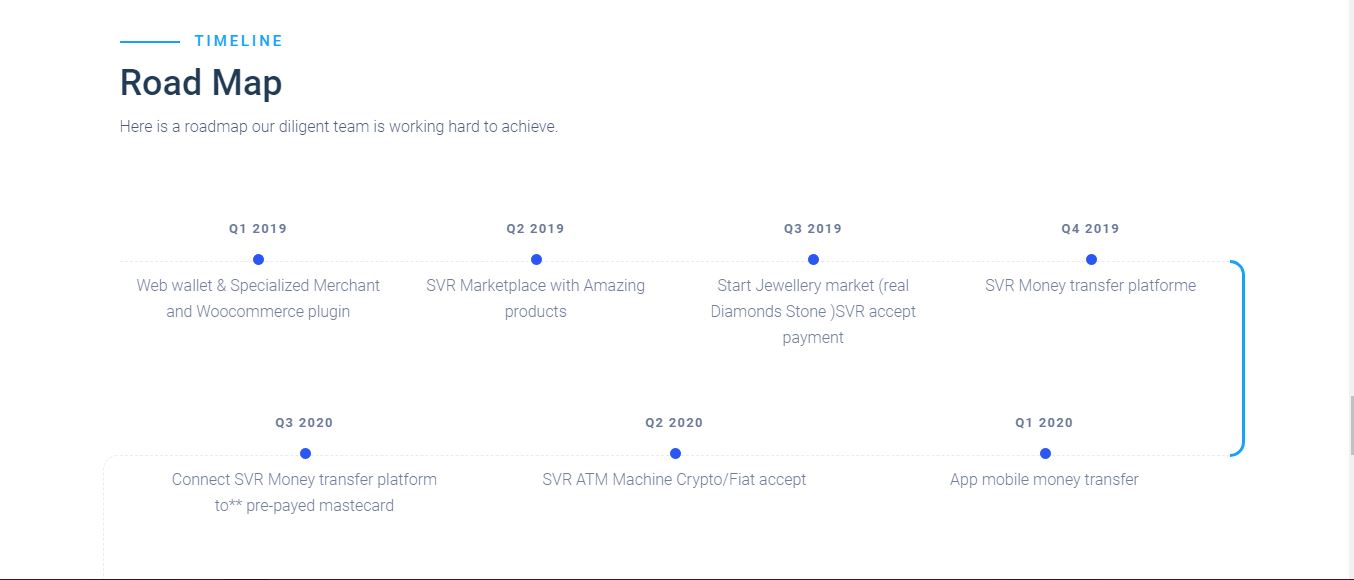 TIMELINE
Road Map
Here is a roadmap our diligent team is working hard to achieve.
Q1 2019
Web wallet & Specialized Merchant
and Woocommerce plugin
Q2 2019
SVR Marketplace with Amazing
products
Q3 2019
Start Jewellery market (real
Diamonds Stone )SVR accept
payment
Q4 2019
SVR Money transfer platforme
Q3 2020
Connect SVR Money transfer platform
to** pre-payed mastecard
Q2 2020
SVR ATM Machine Crypto/Fiat accept
Q1 2020
App mobile money transfer